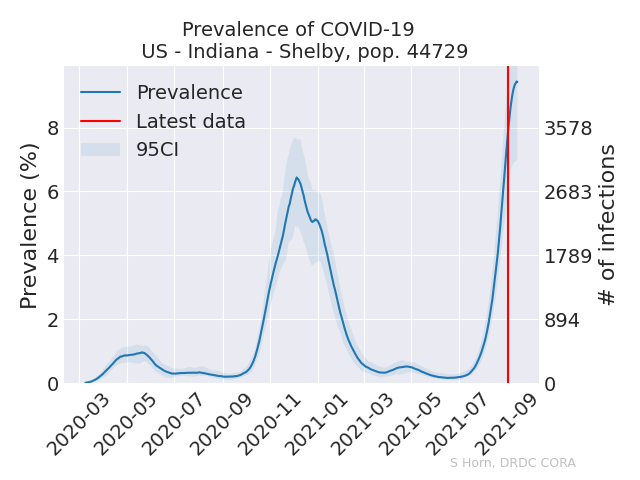 Prevalence of COVID-19
US - Indiana - Shelby, pop. 44729
Prevalence
Latest data
95CI
Prevalence (%)
8
6
4
2
0
3578
2683
1789
894
0
# of infections
2020-03
2020-05
2020-07
2020-09
2020-11
2021-01
2021-03
2021-05
2021-07
2021-09
S Horn, DRDC CORA